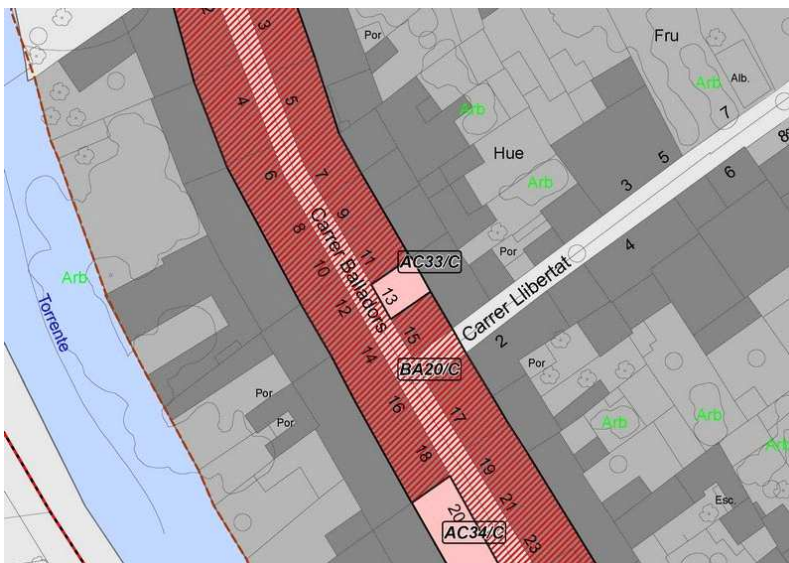 2
3
Por
Fru
Alb.
Arb
4
5
Arb
7
8
6
7
Hue
Arb
5
3
6
9
8
4
11
10
Por
AC33/C
Carrer Balladors
13
Carrer Llibertat
Arb
12
Torrente
15
2
14
BA20/C
Por
Por
16
17
Arb
Arb
Por
18
19
Arb
21
Esc.
20
AC34/C
23